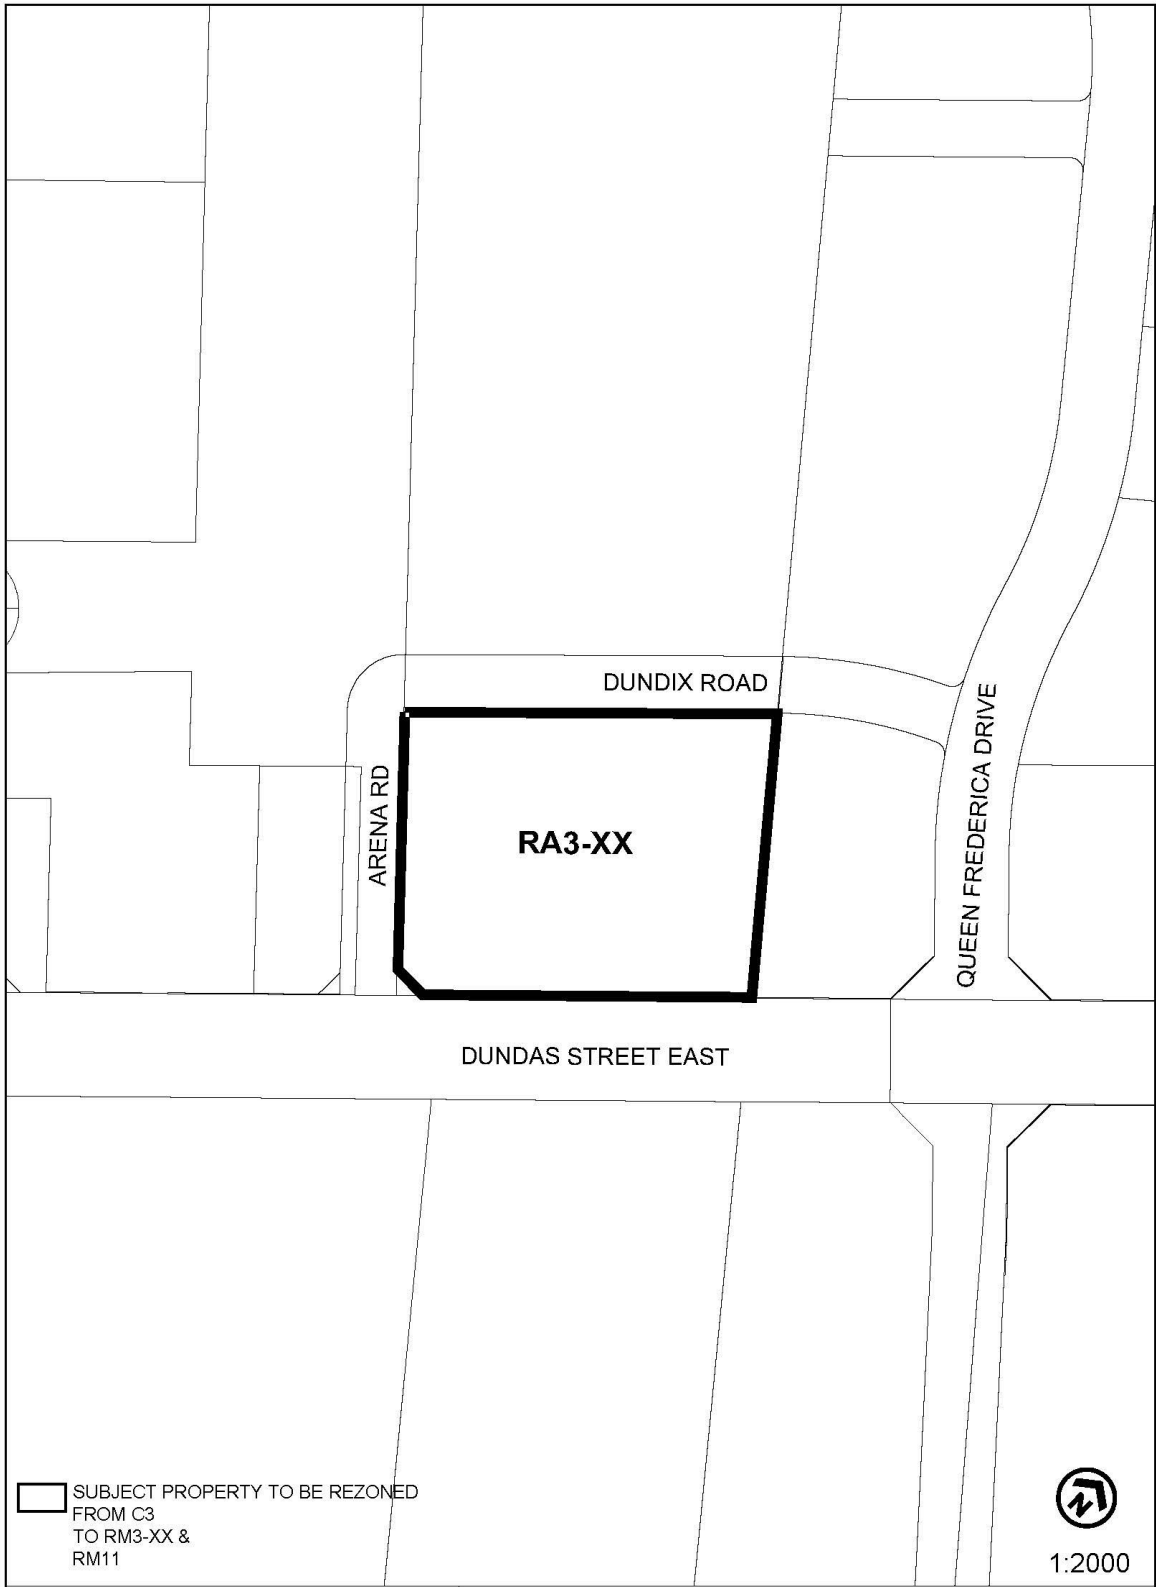 DUNDIX ROAD
QUEEN FREDERICA DRIVE
ARENA RD
RA3-XX
DUNDAS STREET EAST
SUBJECT PROPERTY TO BE REZONED
FROM C3
TO RM3-XX &
RM11
N
1:2000